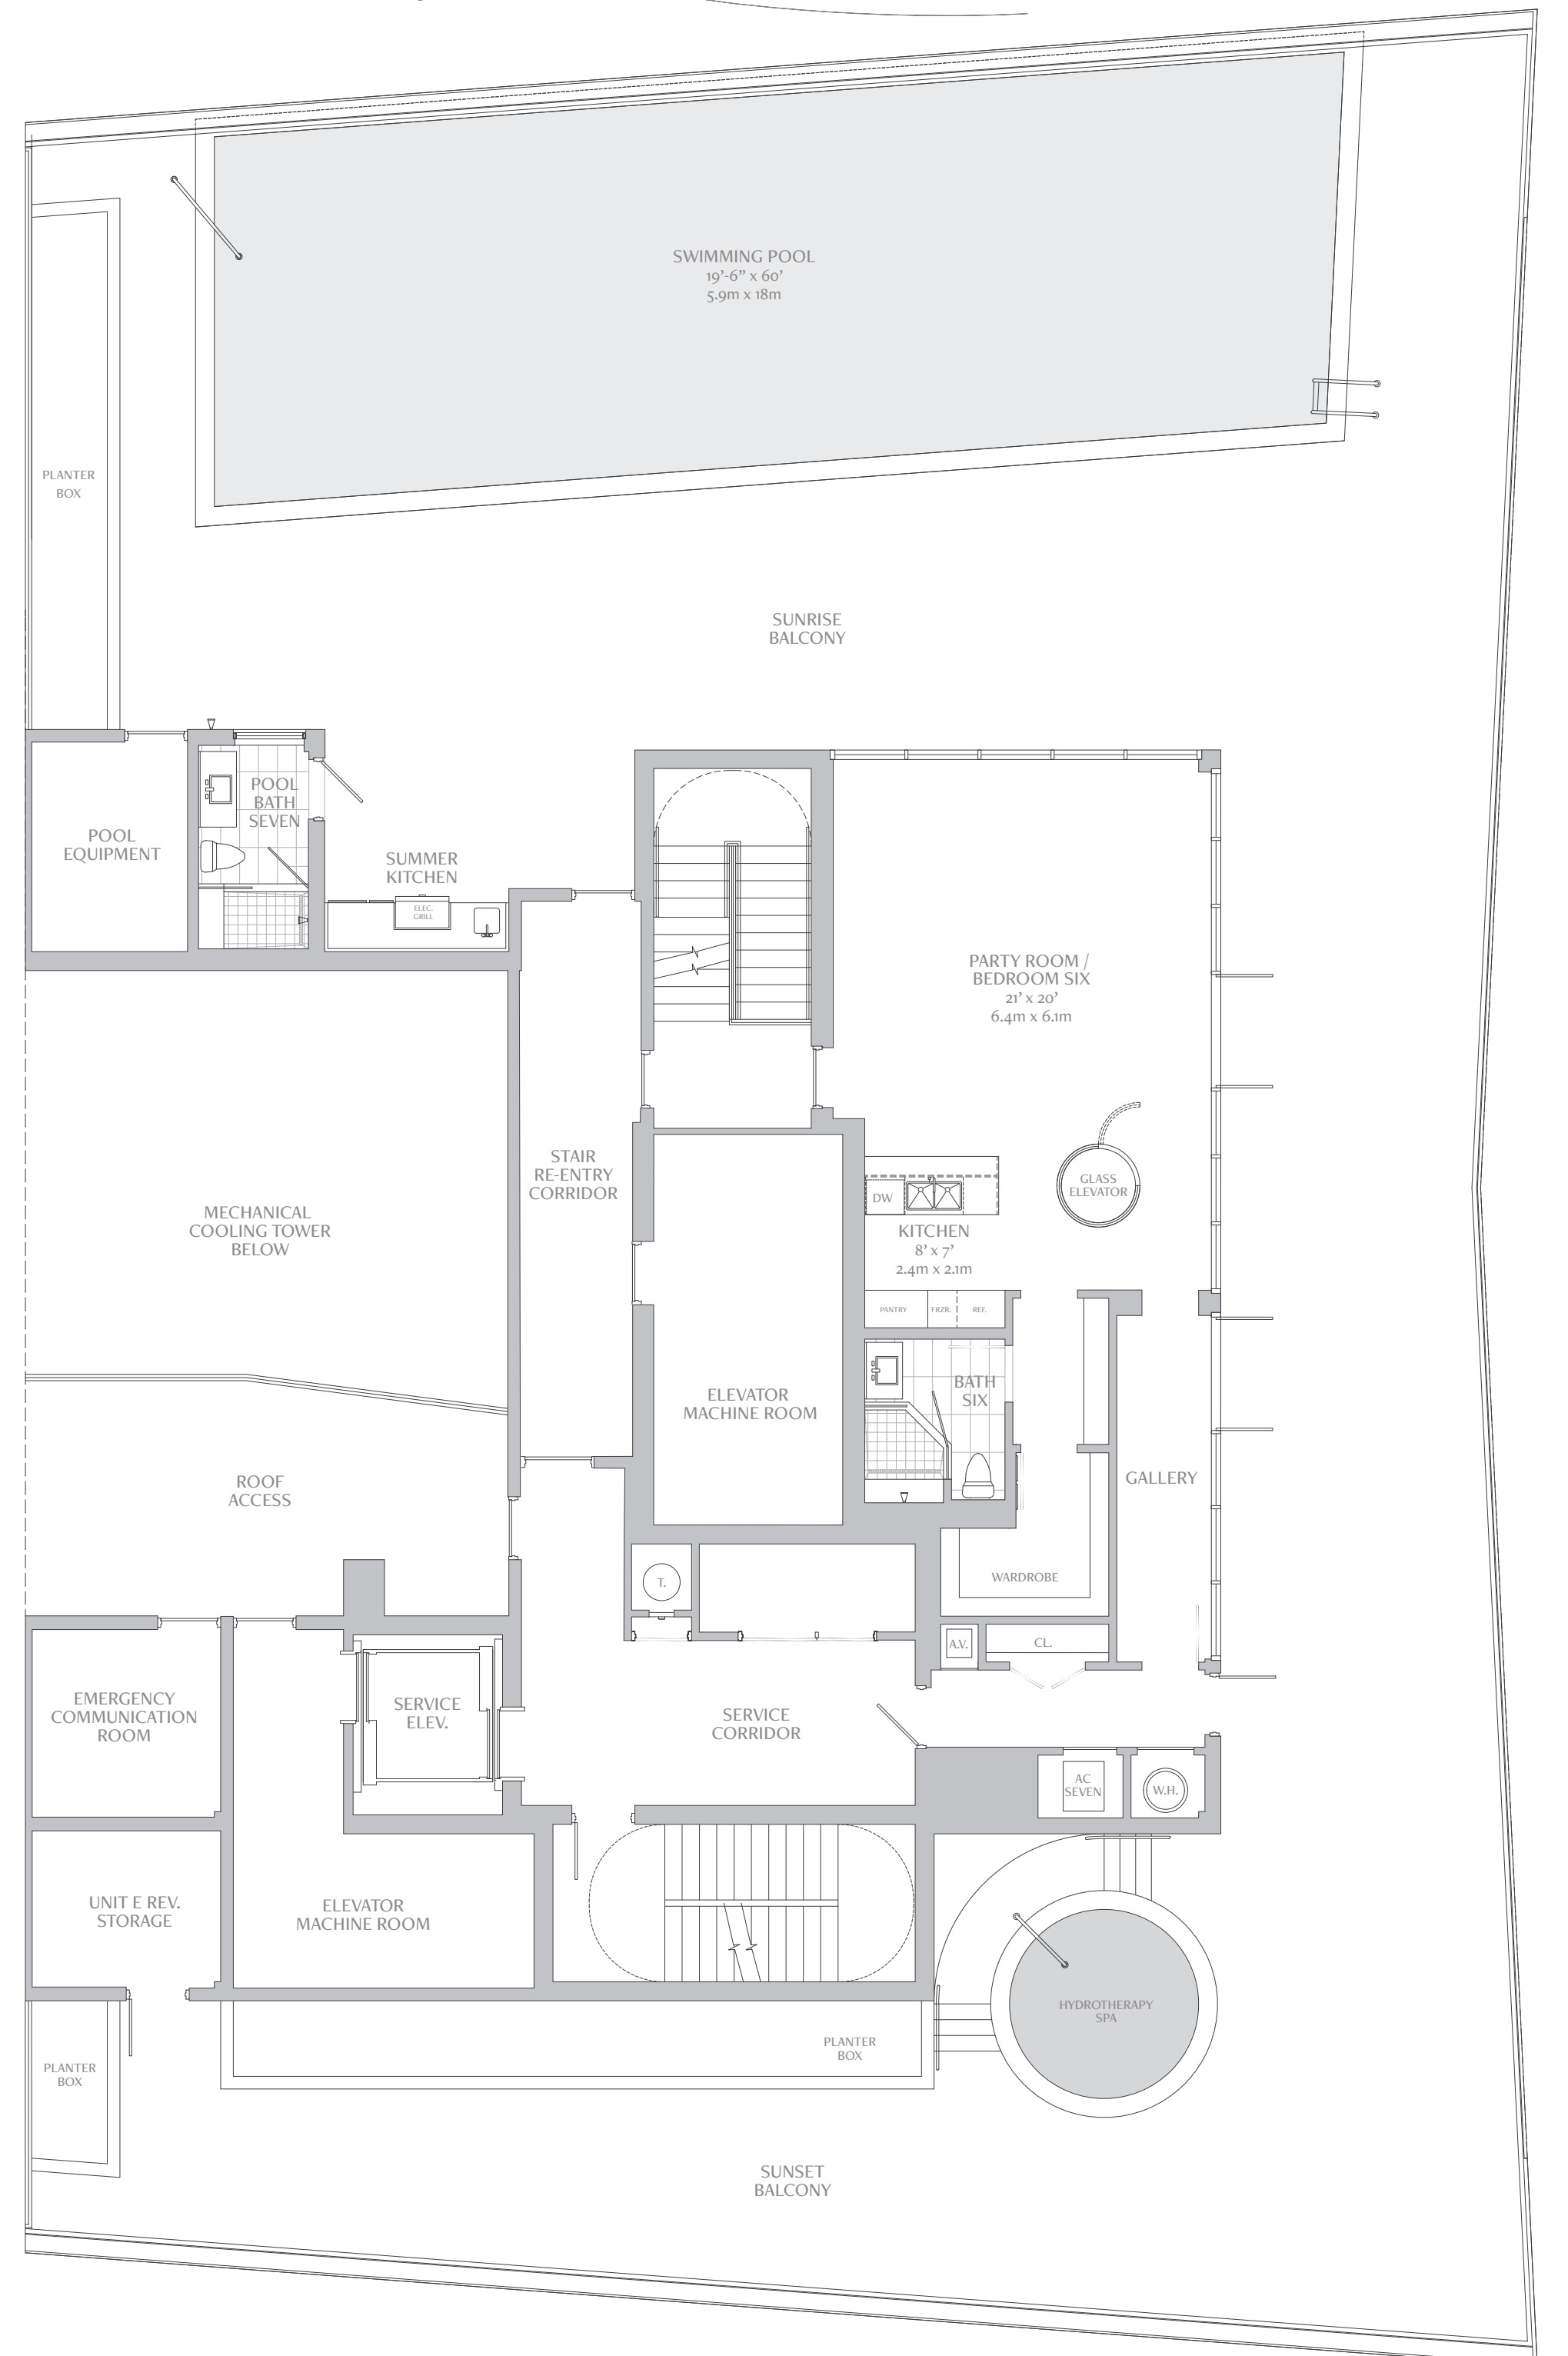 SWIMMING POOL
19'-6" x 60'
5.9m x 18m
PLANTER
BOX
SUNRISE
BALCONY
POOL
BATH
SEVEN
POOL
EQUIPMENT
SUMMER
KITCHEN
ELEC.
GRILL
PARTY ROOM /
BEDROOM SIX
21' x 20'
6.4m x 6.1m
STAIR
RE-ENTRY
CORRIDOR
GLASS
ELEVATOR
DW
MECHANICAL
COOLING TOWER
BELOW
KITCHEN
8' x 7'
2.4m x 2.1m
PANTRY
FRZR.
REF.
BATH
SIX
ELEVATOR
MACHINE ROOM
GALLERY
ROOF
ACCESS
WARDROBE
T.
A.V.
CL.
EMERGENCY
COMMUNICATION
ROOM
SERVICE
ELEV.
SERVICE
CORRIDOR
AC
SEVEN
W.H.
UNIT E REV.
STORAGE
ELEVATOR
MACHINE ROOM
HYDROTHERAPY
SPA
PLANTER
BOX
PLANTER
BOX
SUNSET
BALCONY